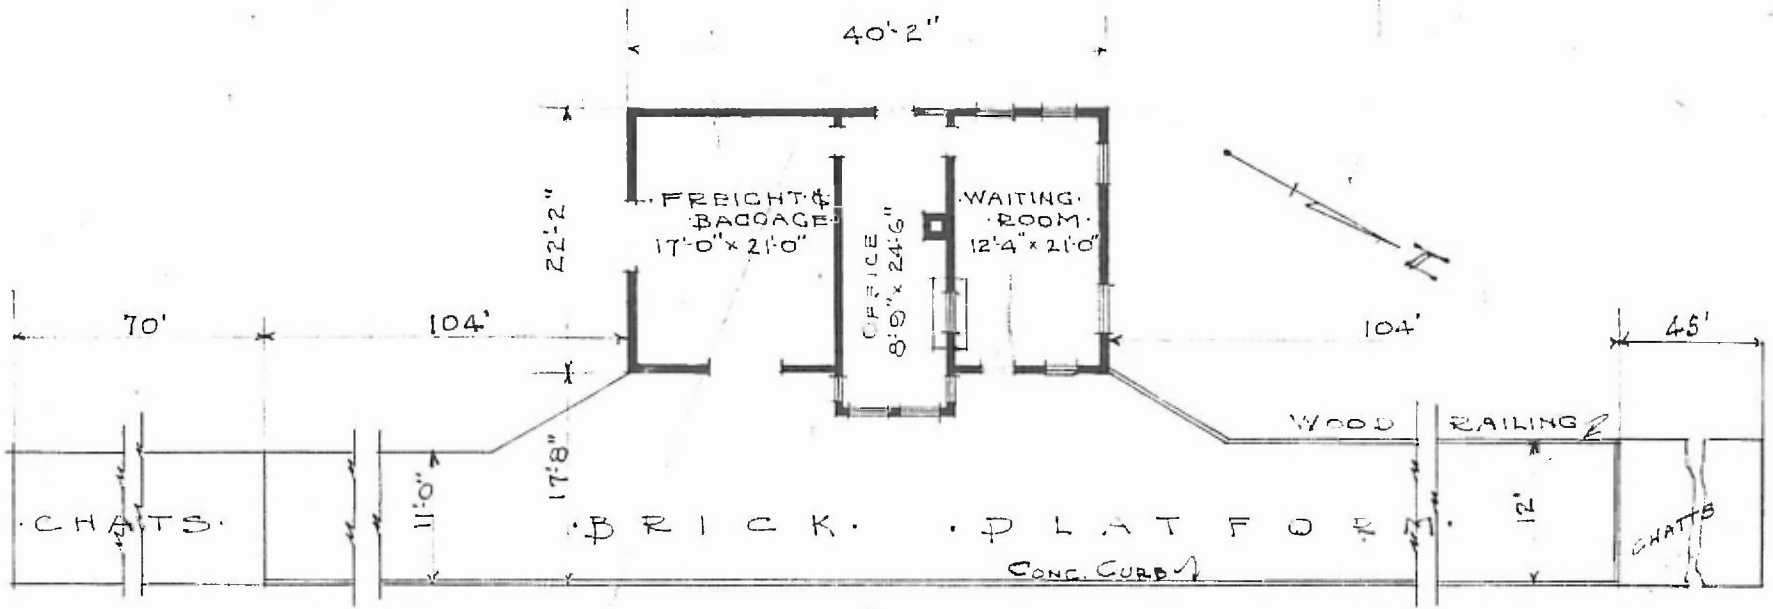 40'-2"
·FREIGHT·&
·BAGGAGE·
17'-0" x 21'-0"
·WAITING·
·ROOM·
12'-4" x 21'-0"
OFFICE
8'-9" x 24'-6"
22'-2"
N
70'
104'
104'
45'
WOOD RAILING
17'-8"
11'-0"
12'
·CHATS·
·BRICK· ·PLATFORM·
CHATTS
CONC. CURB